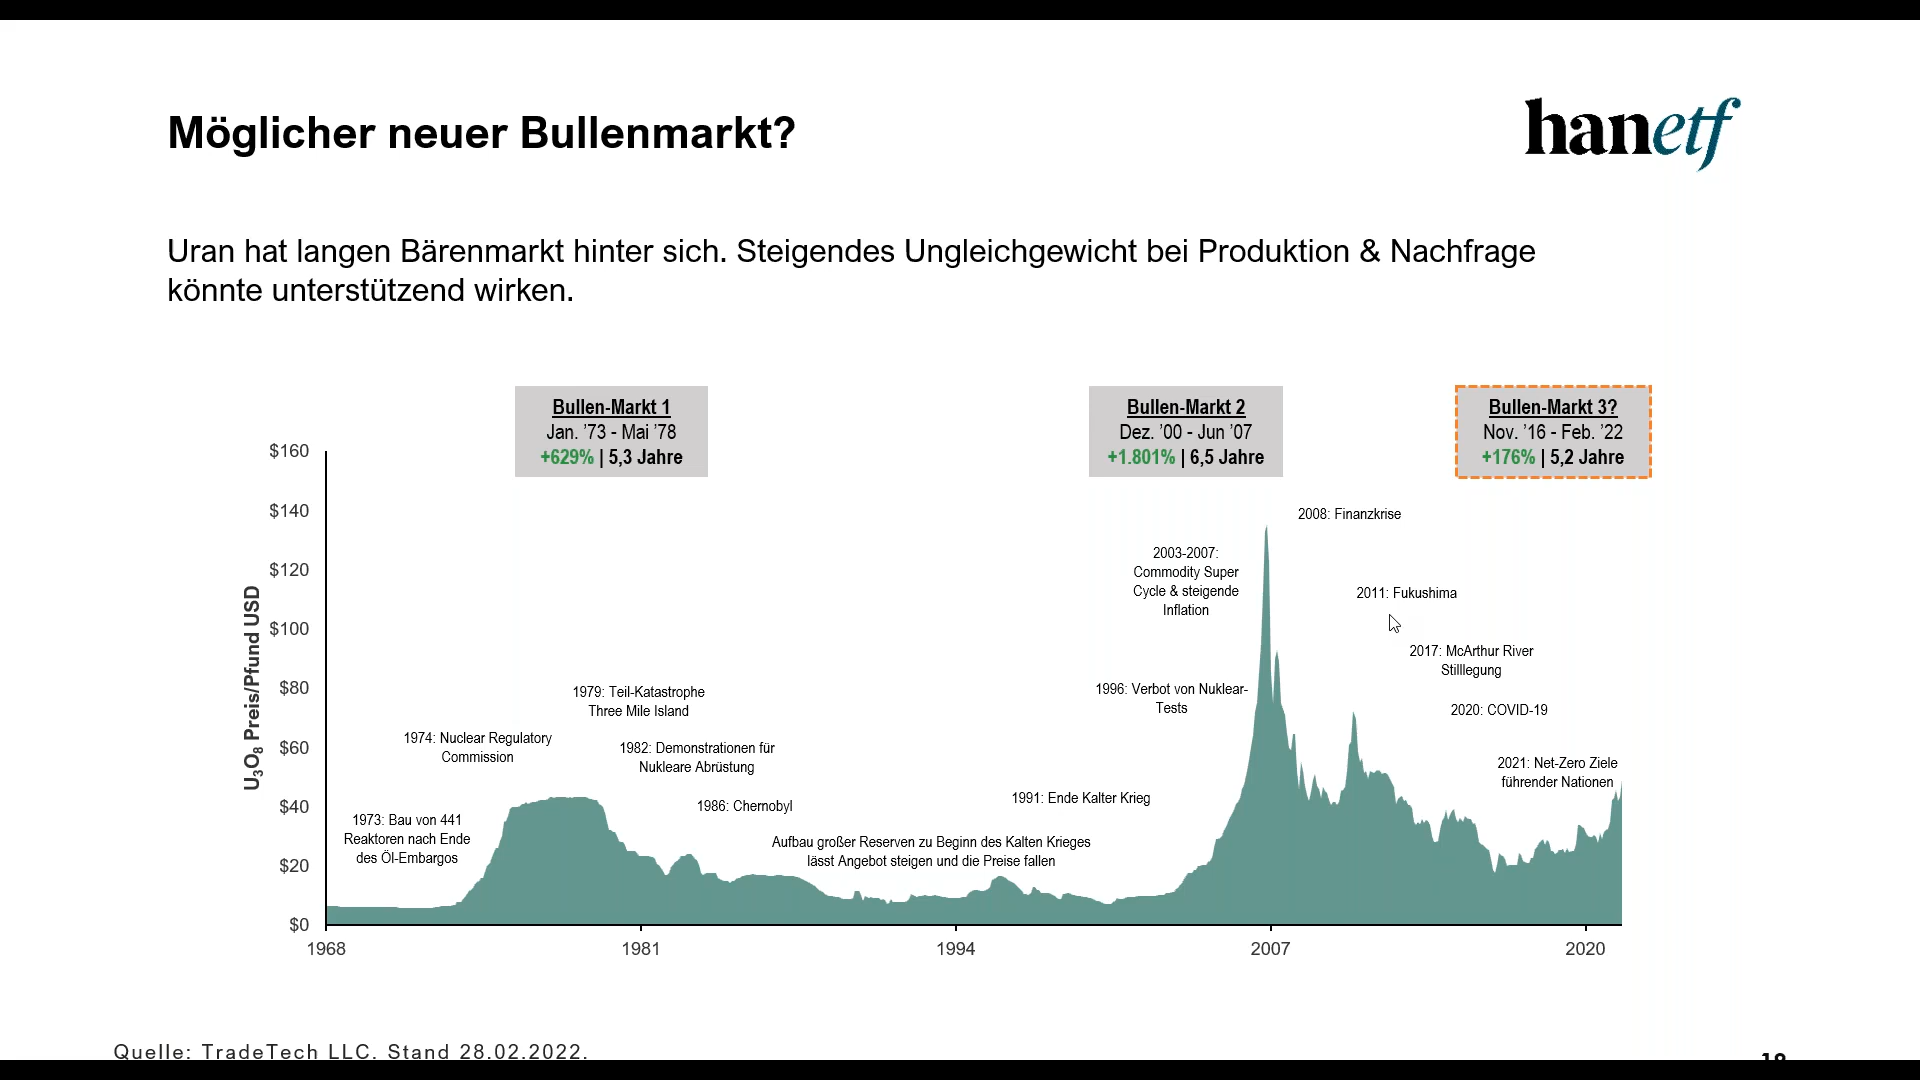 Möglicher neuer Bullenmarkt?
hanetf
Uran hat langen Bärenmarkt hinter sich. Steigendes Ungleichgewicht bei Produktion & Nachfrage
könnte unterstützend wirken.
Bullen-Markt 1
Jan. ’73 - Mai ’78
+629% | 5,3 Jahre
Bullen-Markt 2
Dez. ’00 - Jun ’07
+1.801% | 6,5 Jahre
Bullen-Markt 3?
Nov. ’16 - Feb. ’22
+176% | 5,2 Jahre
U₃O₈ Preis/Pfund USD
$160
$140
$120
$100
$80
$60
$40
$20
$0
1973: Bau von 441
Reaktoren nach Ende
des Öl-Embargos
1974: Nuclear Regulatory
Commission
1979: Teil-Katastrophe
Three Mile Island
1982: Demonstrationen für
Nukleare Abrüstung
1986: Chernobyl
Aufbau großer Reserven zu Beginn des Kalten Krieges
lässt Angebot steigen und die Preise fallen
1991: Ende Kalter Krieg
1996: Verbot von Nuklear-
Tests
2003-2007:
Commodity Super
Cycle & steigende
Inflation
2008: Finanzkrise
2011: Fukushima
2017: McArthur River
Stilllegung
2020: COVID-19
2021: Net-Zero Ziele
führender Nationen
1968
1981
1994
2007
2020
Quelle: TradeTech LLC. Stand 28.02.2022.